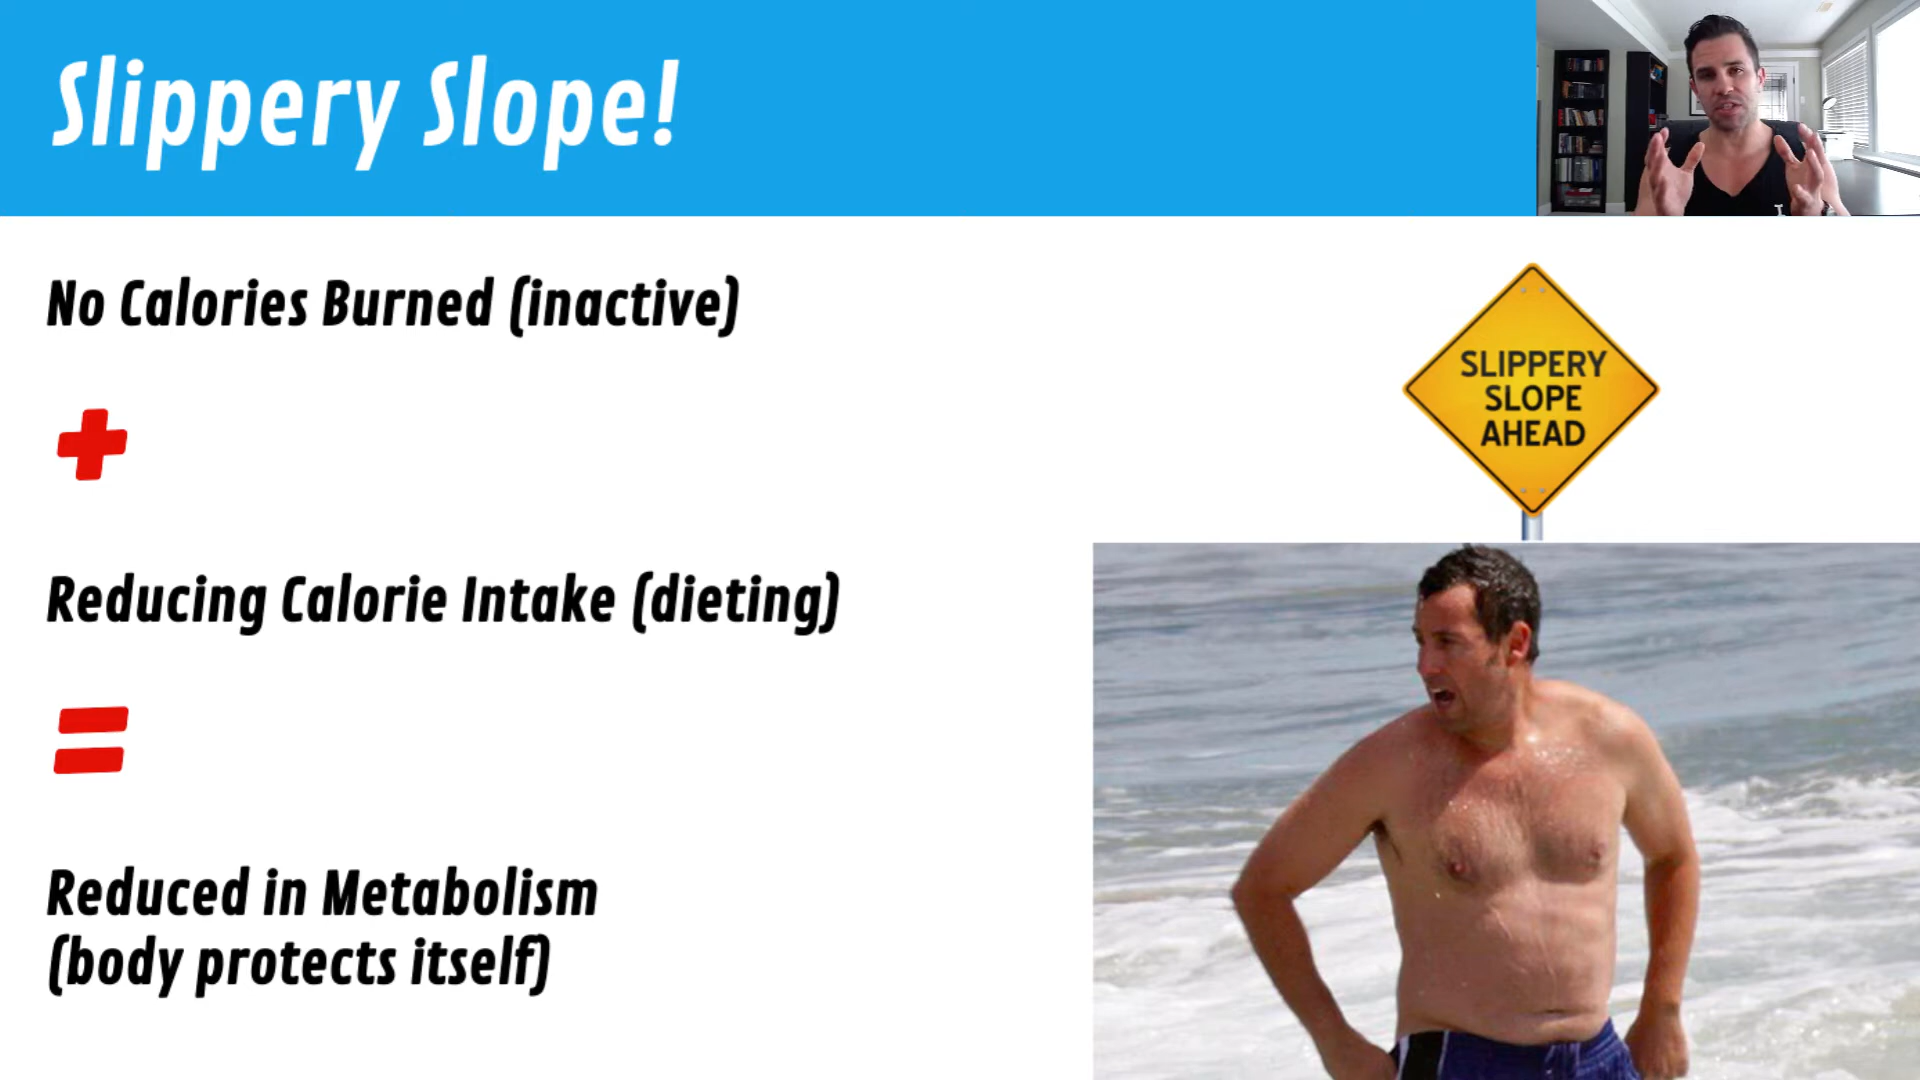 Slippery Slope!
No Calories Burned (inactive)
+
Reducing Calorie Intake (dieting)
=
Reduced in Metabolism
(body protects itself)
SLIPPERY
SLOPE
AHEAD